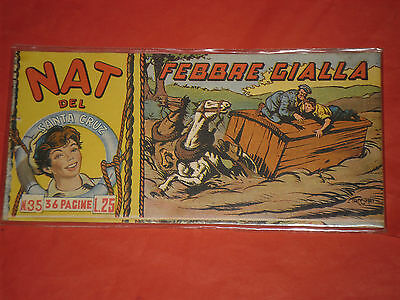 NAT
DEL
SANTA CRUZ
N.35 36 PAGINE L.25
FEBBRE GIALLA